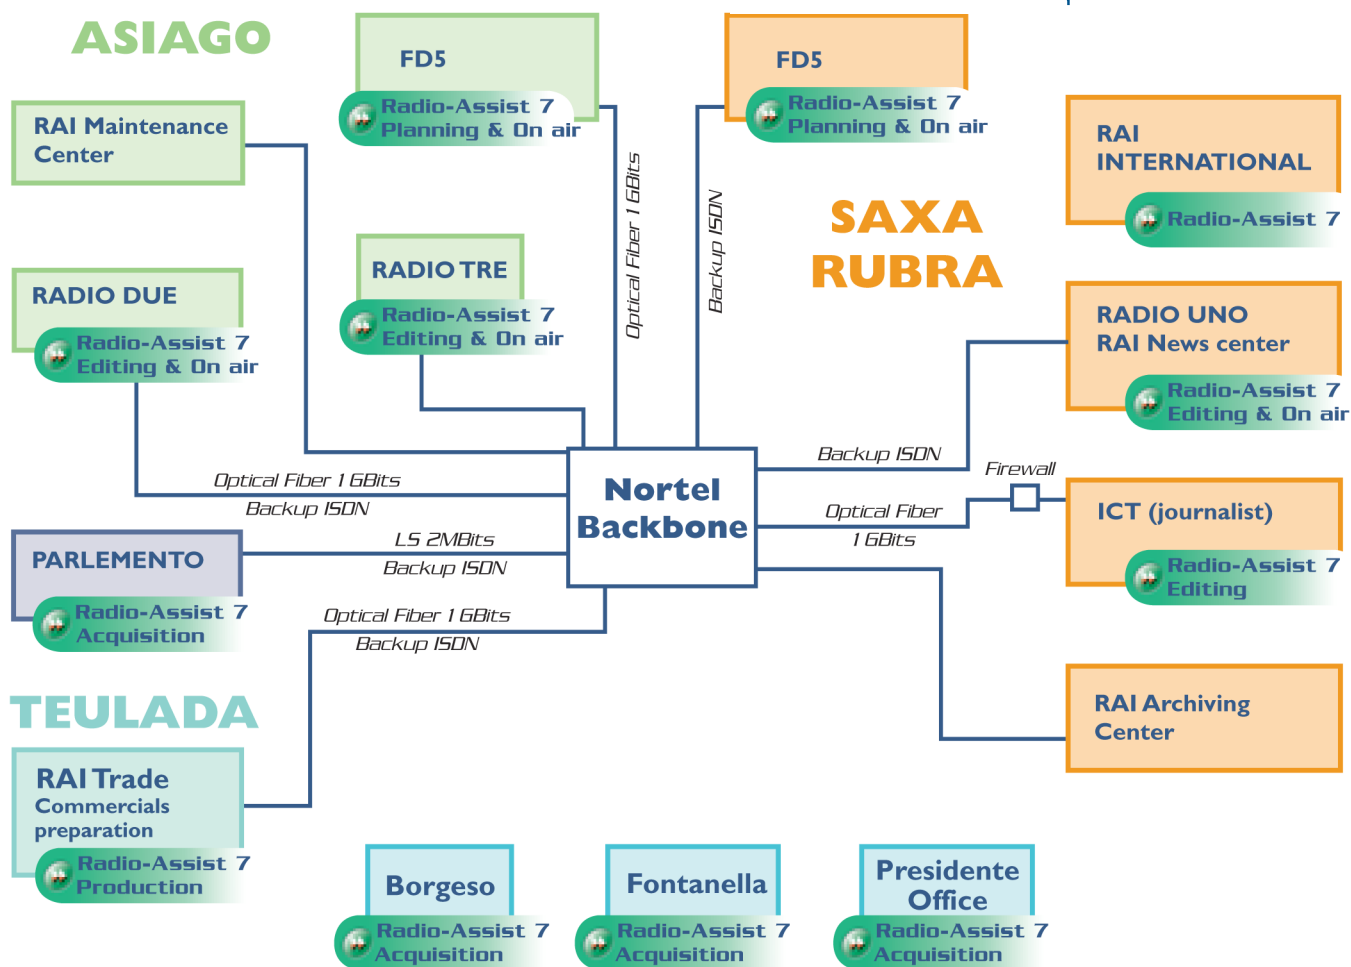 ASIAGO
FD5
Radio-Assist 7
Planning & On air
FD5
Radio-Assist 7
Planning & On air
RAI Maintenance
Center
RAI
INTERNATIONAL
Radio-Assist 7
Optical Fiber 1 GBits
Backup ISDN
SAXA
RUBRA
RADIO TRE
Radio-Assist 7
Editing & On air
RADIO DUE
Radio-Assist 7
Editing & On air
RADIO UNO
RAI News center
Radio-Assist 7
Editing & On air
Backup ISDN
Firewall
Optical Fiber 1 GBits
Backup ISDN
Nortel
Backbone
Optical Fiber
1 GBits
ICT (journalist)
Radio-Assist 7
Editing
PARLEMENTO
Radio-Assist 7
Acquisition
LS 2MBits
Backup ISDN
Optical Fiber 1 GBits
Backup ISDN
TEULADA
RAI Trade
Commercials
preparation
Radio-Assist 7
Production
RAI Archiving
Center
Borgeso
Radio-Assist 7
Acquisition
Fontanella
Radio-Assist 7
Acquisition
Presidente
Office
Radio-Assist 7
Acquisition